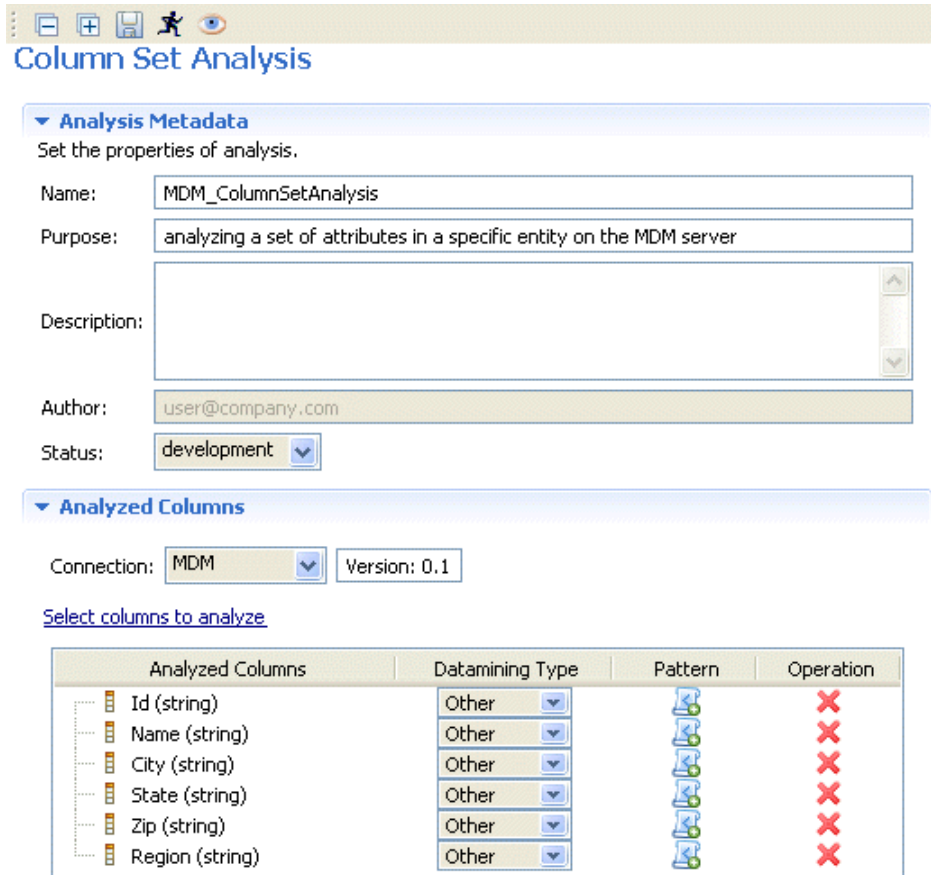 Column Set Analysis
Analysis Metadata
Set the properties of analysis.
Name: MDM_ColumnSetAnalysis
Purpose: analyzing a set of attributes in a specific entity on the MDM server
Description:
Author: user@company.com
Status: development
Analyzed Columns
Connection: MDM Version: 0.1
Select columns to analyze
Analyzed Columns Datamining Type Pattern Operation
Id (string) Other
Name (string) Other
City (string) Other
State (string) Other
Zip (string) Other
Region (string) Other